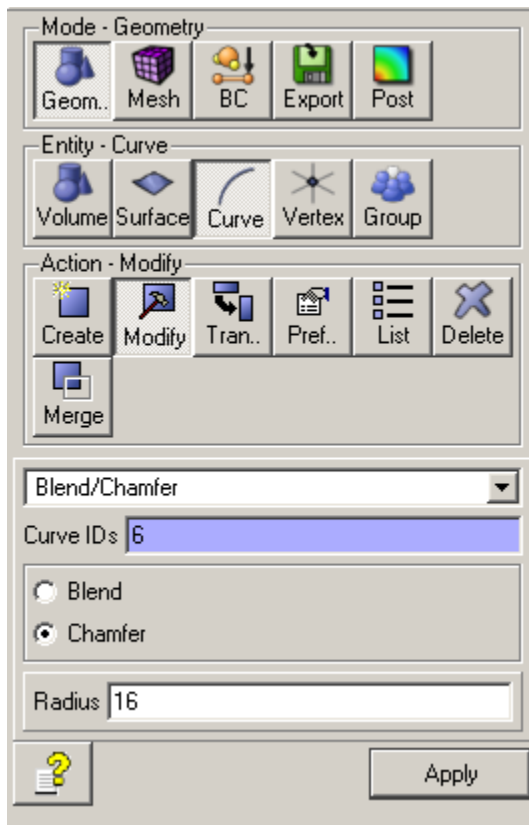 Mode - Geometry
Geom.. Mesh BC Export Post
Entity - Curve
Volume Surface Curve Vertex Group
Action - Modify
Create Modify Tran.. Pref.. List Delete
Merge
Blend/Chamfer
Curve IDs 6
Blend
Chamfer
Radius 16
Apply